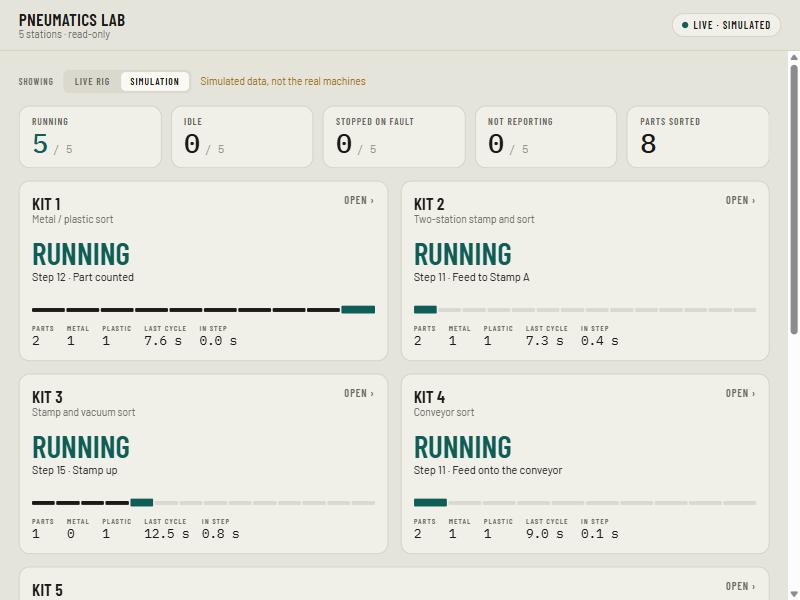 PNEUMATICS LAB
5 stations · read-only
LIVE · SIMULATED
SHOWING LIVE RIG SIMULATION Simulated data, not the real machines
RUNNING
5 / 5
IDLE
0 / 5
STOPPED ON FAULT
0 / 5
NOT REPORTING
0 / 5
PARTS SORTED
8
KIT 1 OPEN ›
Metal / plastic sort
RUNNING
Step 12 · Part counted
PARTS METAL PLASTIC LAST CYCLE IN STEP
2 1 1 7.6 s 0.0 s
KIT 2 OPEN ›
Two-station stamp and sort
RUNNING
Step 11 · Feed to Stamp A
PARTS METAL PLASTIC LAST CYCLE IN STEP
2 1 1 7.3 s 0.4 s
KIT 3 OPEN ›
Stamp and vacuum sort
RUNNING
Step 15 · Stamp up
PARTS METAL PLASTIC LAST CYCLE IN STEP
1 0 1 12.5 s 0.8 s
KIT 4 OPEN ›
Conveyor sort
RUNNING
Step 11 · Feed onto the conveyor
PARTS METAL PLASTIC LAST CYCLE IN STEP
2 1 1 9.0 s 0.1 s
KIT 5 OPEN ›